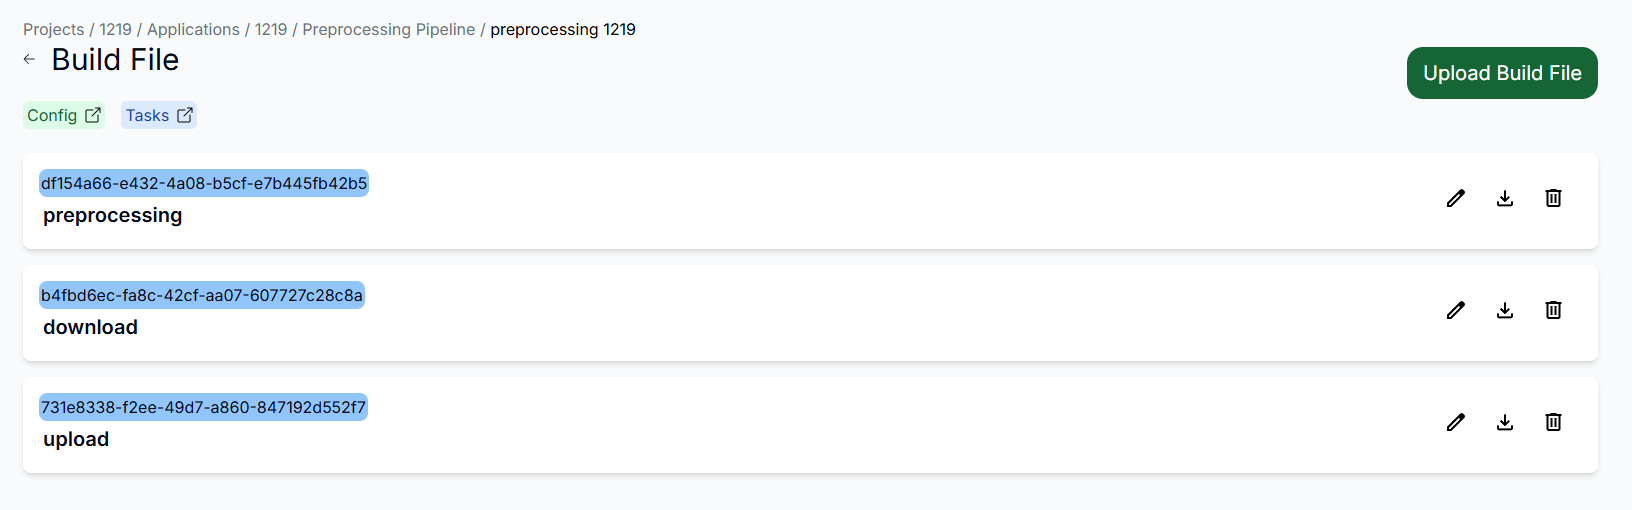 Projects / 1219 / Applications / 1219 / Preprocessing Pipeline / preprocessing 1219
Build File
Upload Build File
Config
Tasks
df154a66-e432-4a08-b5cf-e7b445fb42b5
preprocessing
b4fbd6ec-fa8c-42cf-aa07-607727c28c8a
download
731e8338-f2ee-49d7-a860-847192d552f7
upload